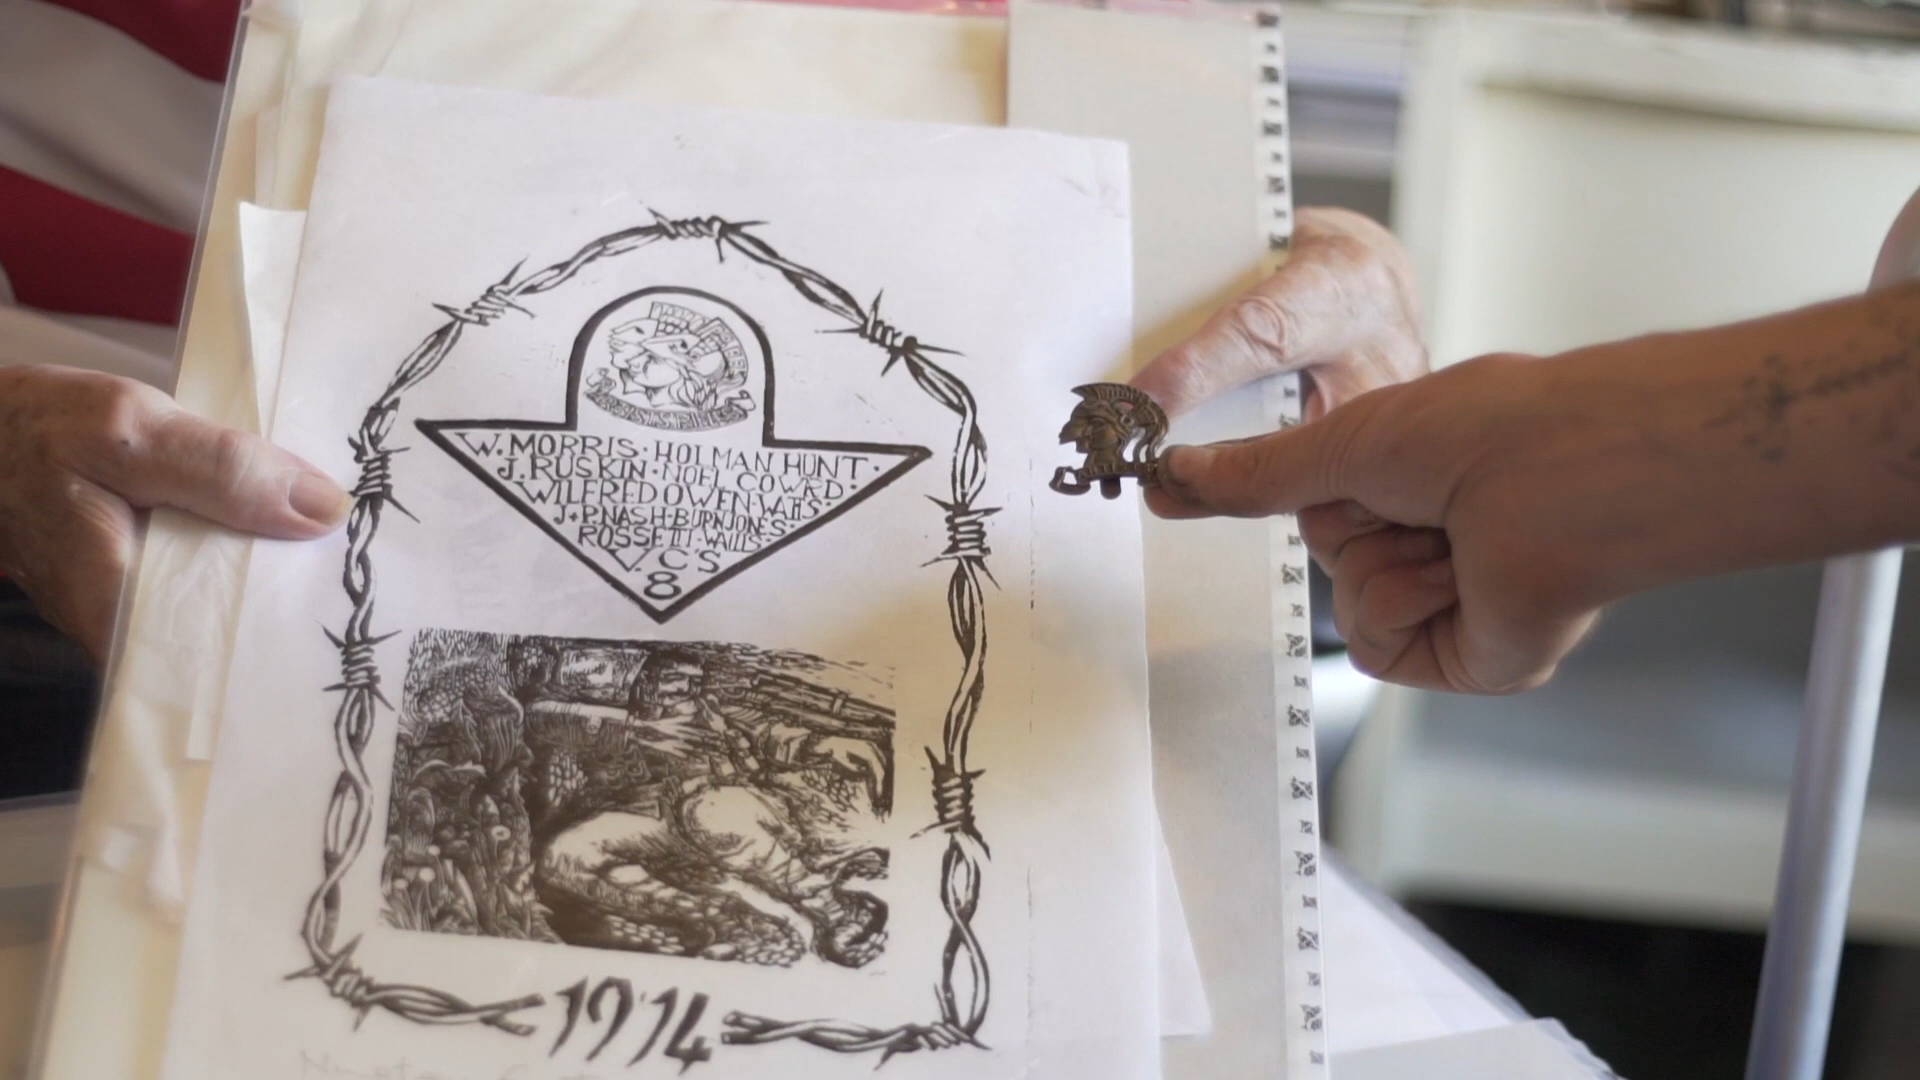 W. MORRIS · HOLMAN HUNT ·
J. RUSKIN · NOEL COWARD ·
WILFRED OWEN · WATTS ·
J + P. NASH · BURN JONES ·
ROSSETTI · WALLIS ·
V. C'S
8
1914